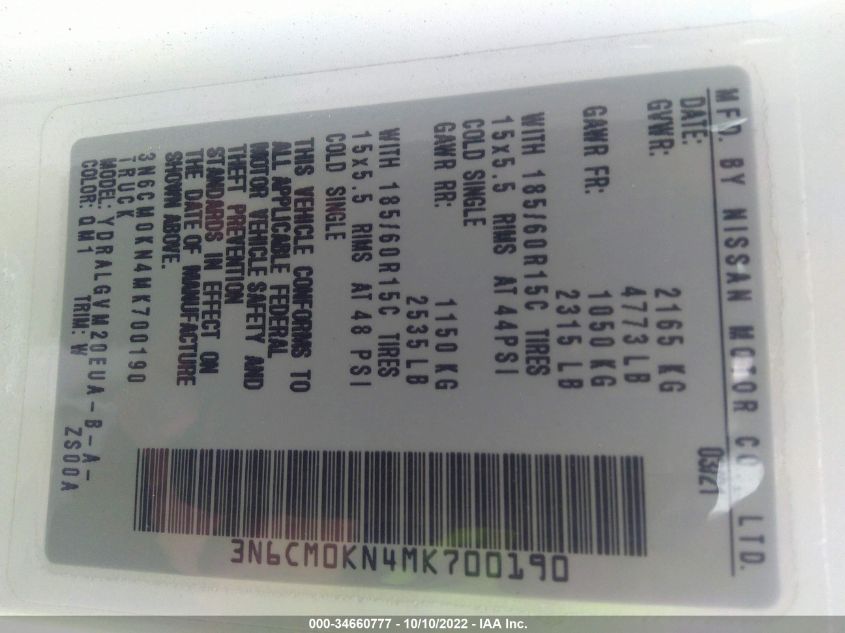 MFD. BY NISSAN MOTOR CO., LTD.
DATE: 03/21
GVWR: 2165 KG
4773LB
GAWR FR: 1050 KG
2315 LB
WITH 185/60R15C TIRES
15x5.5 RIMS AT 44PSI
COLD SINGLE
GAWR RR: 1150 KG
2535LB
WITH 185/60R15C TIRES
15x5.5 RIMS AT 48 PSI
COLD SINGLE
THIS VEHICLE CONFORMS TO
ALL APPLICABLE FEDERAL
MOTOR VEHICLE SAFETY AND
THEFT PREVENTION
STANDARDS IN EFFECT ON
THE DATE OF MANUFACTURE
SHOWN ABOVE.
3N6CM0KN4MK700190
TRUCK
MODEL: YDRALGVM20EUA-B-A-
COLOR: QM1 TRIM: W ZS00A
3N6CM0KN4MK700190
000-34660777 - 10/10/2022 - IAA Inc.